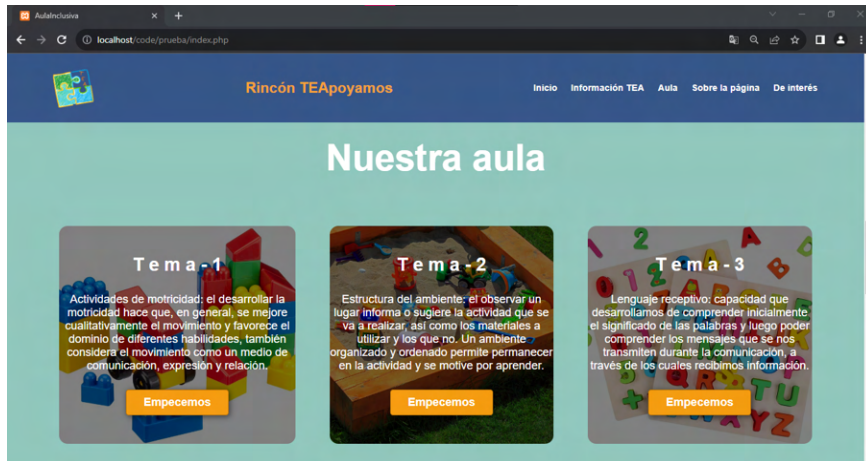 AulaInclusiva
localhost/code/prueba/index.php
Rincón TEApoyamos
Inicio Información TEA Aula Sobre la página De interés
Nuestra aula
Tema-1
Actividades de motricidad: el desarrollar la
motricidad hace que, en general, se mejore
cualitativamente el movimiento y favorece el
dominio de diferentes habilidades, también
considera el movimiento como un medio de
comunicación, expresión y relación.
Empecemos
Tema-2
Estructura del ambiente: el observar un
lugar informa o sugiere la actividad que se
va a realizar, así como los materiales a
utilizar y los que no. Un ambiente
organizado y ordenado permite permanecer
en la actividad y se motive por aprender.
Empecemos
Tema-3
Lenguaje receptivo: capacidad que
desarrollamos de comprender inicialmente
el significado de las palabras y luego poder
comprender los mensajes que se nos
transmiten durante la comunicación, a
través de los cuales recibimos información.
Empecemos